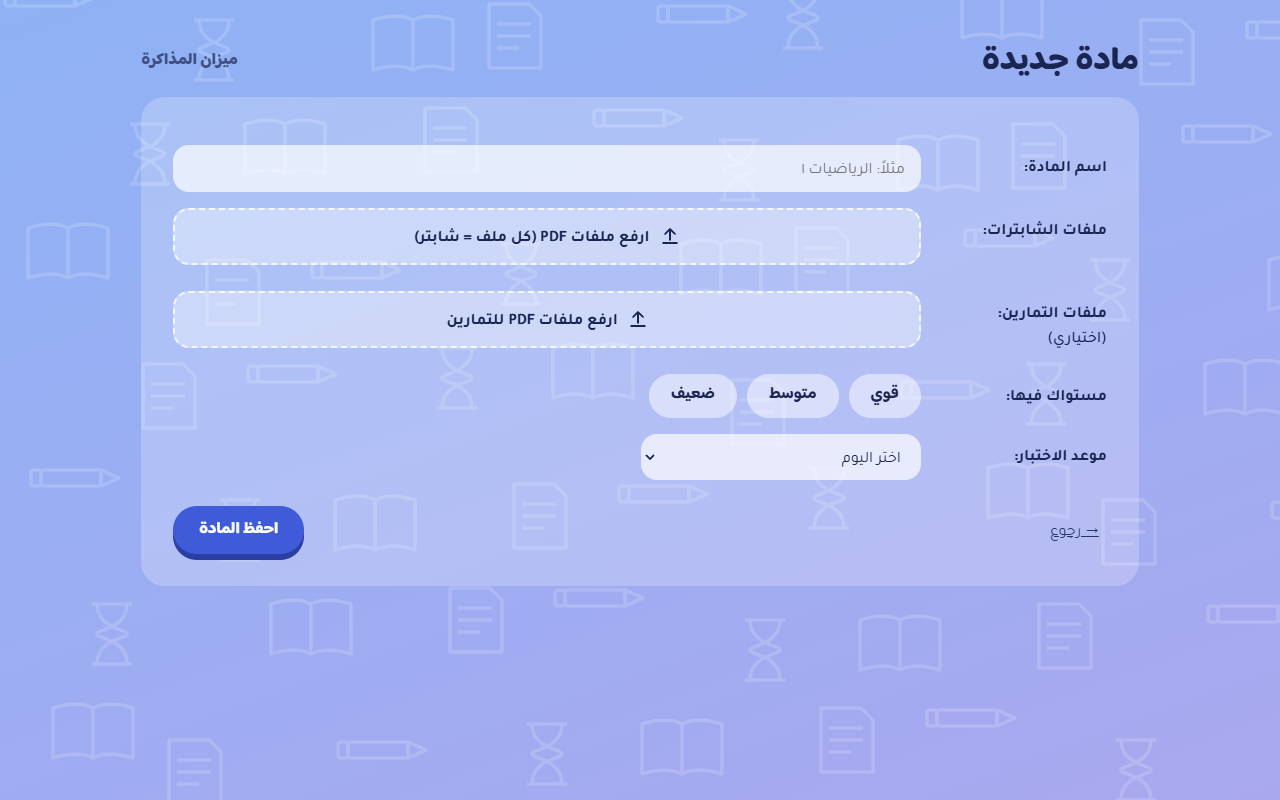 مادة جديدة
ميزان المذاكرة
اسم المادة:
مثلاً: الرياضيات ١
ملفات الشابترات:
ارفع ملفات PDF (كل ملف = شابتر)
ملفات التمارين:
(اختياري)
ارفع ملفات PDF للتمارين
مستواك فيها:
قوي
متوسط
ضعيف
موعد الاختبار:
اختر اليوم
→ رجوع
احفظ المادة